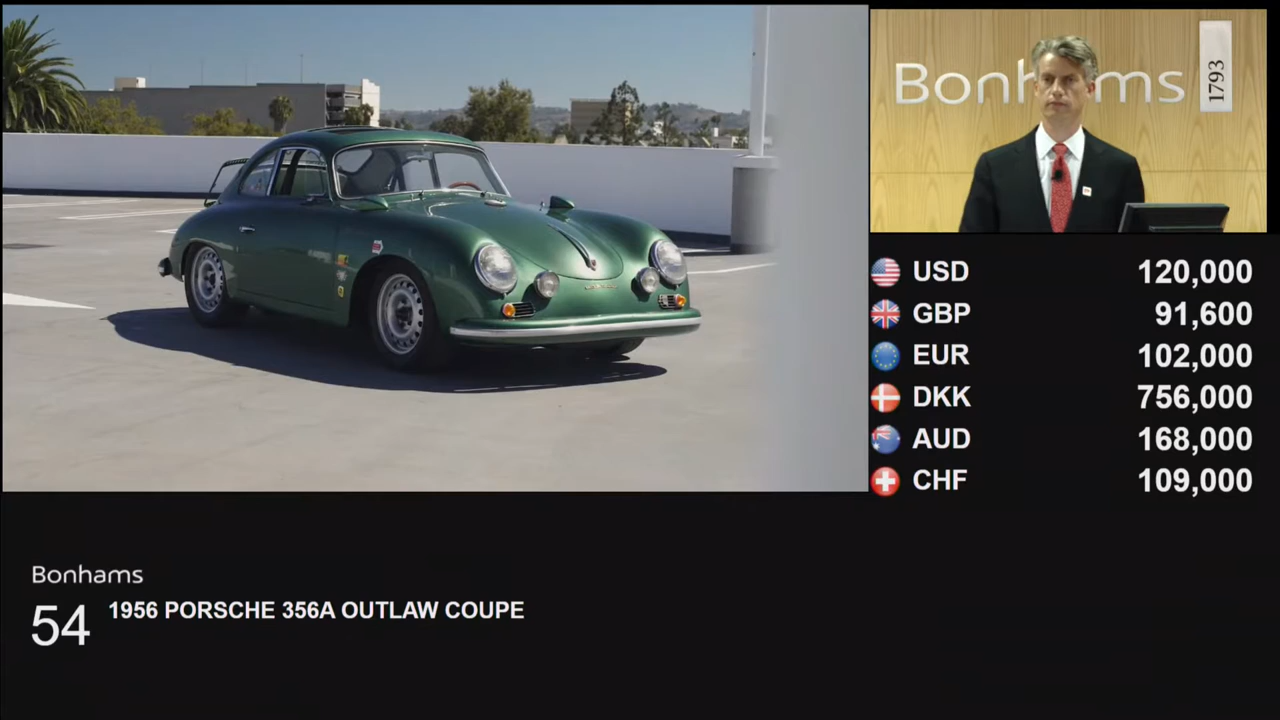 Bonhams
1793
USD 120,000
GBP 91,600
EUR 102,000
DKK 756,000
AUD 168,000
CHF 109,000
Bonhams
54 1956 PORSCHE 356A OUTLAW COUPE